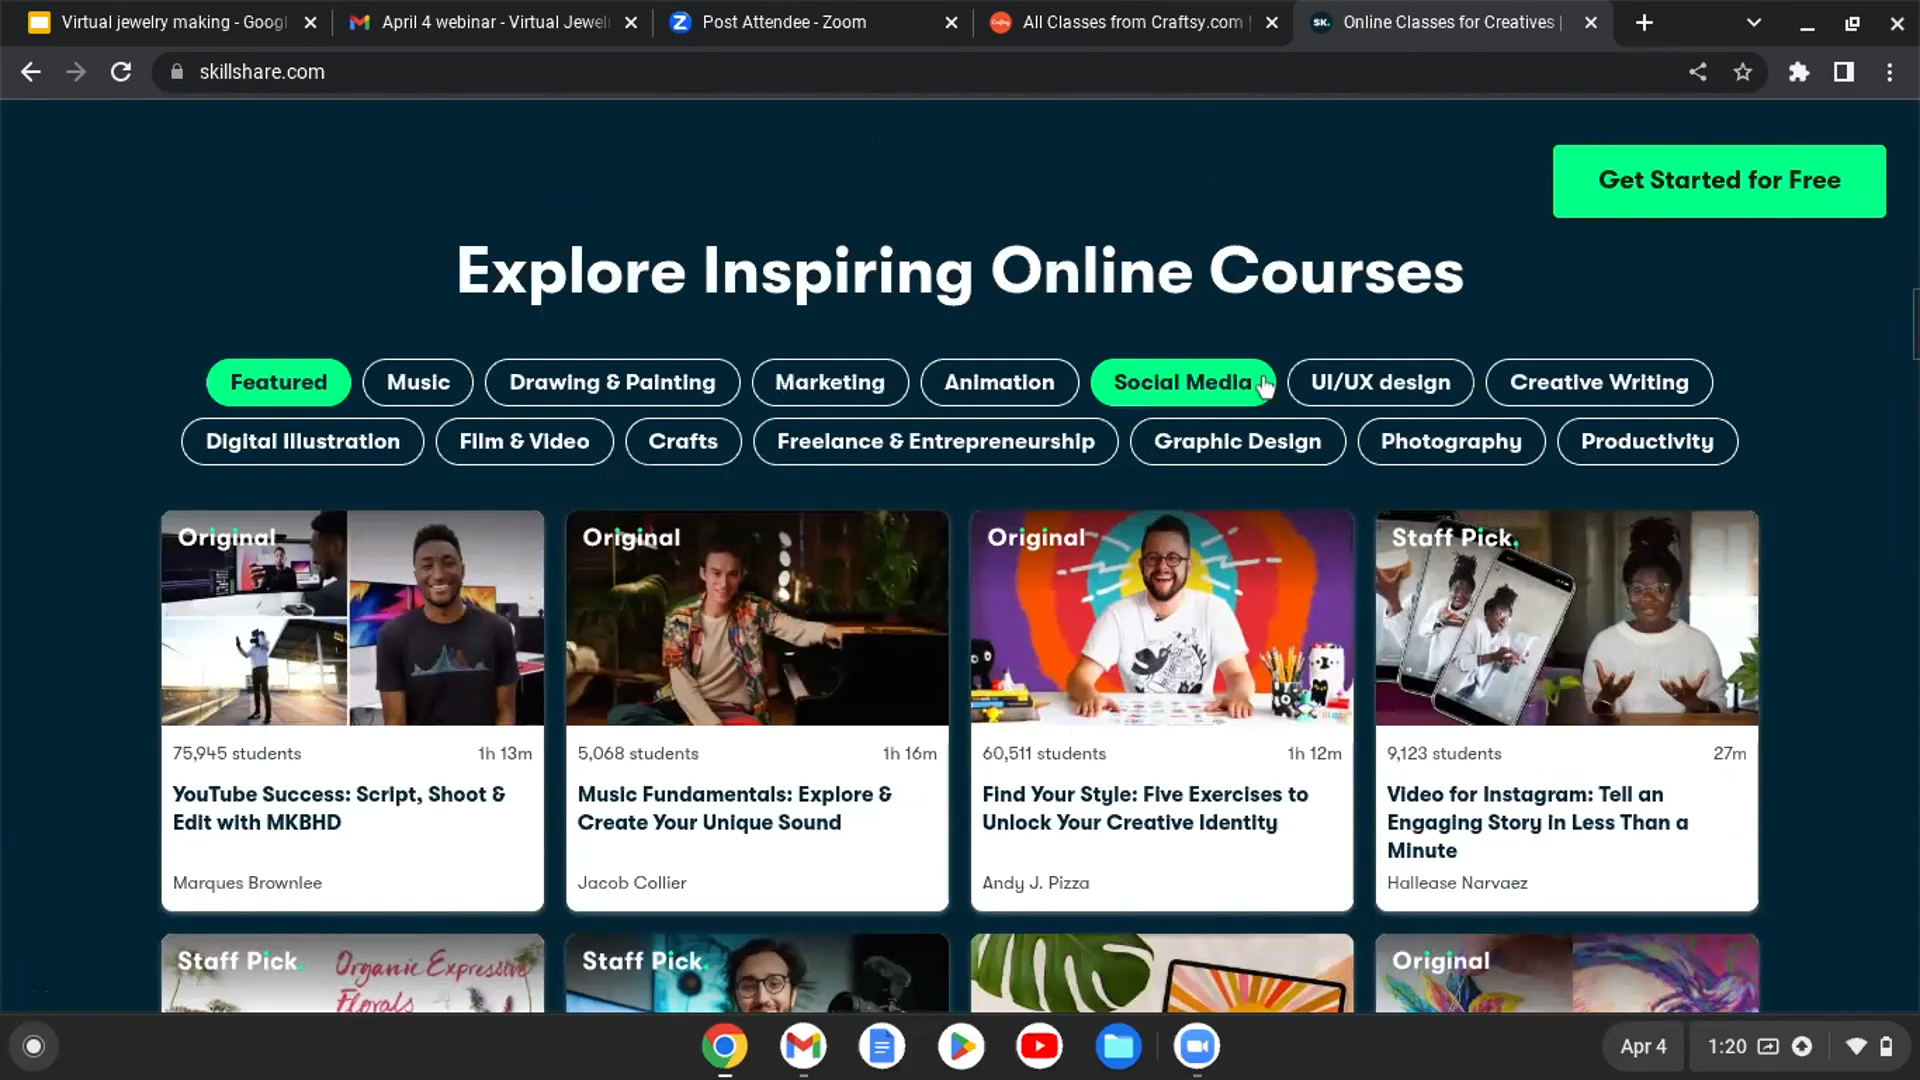 Virtual jewelry making - Googl
April 4 webinar - Virtual Jewel
Post Attendee - Zoom
All Classes from Craftsy.com |
SK.
Online Classes for Creatives |
skillshare.com
Get Started for Free
Explore Inspiring Online Courses
Featured
Music
Drawing & Painting
Marketing
Animation
Social Media
UI/UX design
Creative Writing
Digital Illustration
Film & Video
Crafts
Freelance & Entrepreneurship
Graphic Design
Photography
Productivity
Original
75,945 students
1h 13m
YouTube Success: Script, Shoot &
Edit with MKBHD
Marques Brownlee
Original
5,068 students
1h 16m
Music Fundamentals: Explore &
Create Your Unique Sound
Jacob Collier
Original
60,511 students
1h 12m
Find Your Style: Five Exercises to
Unlock Your Creative Identity
Andy J. Pizza
Staff Pick.
9,123 students
27m
Video for Instagram: Tell an
Engaging Story in Less Than a
Minute
Hallease Narvaez
Staff Pick.
Organic Expressive
Florals
Staff Pick.
Original
Apr 4
1:20